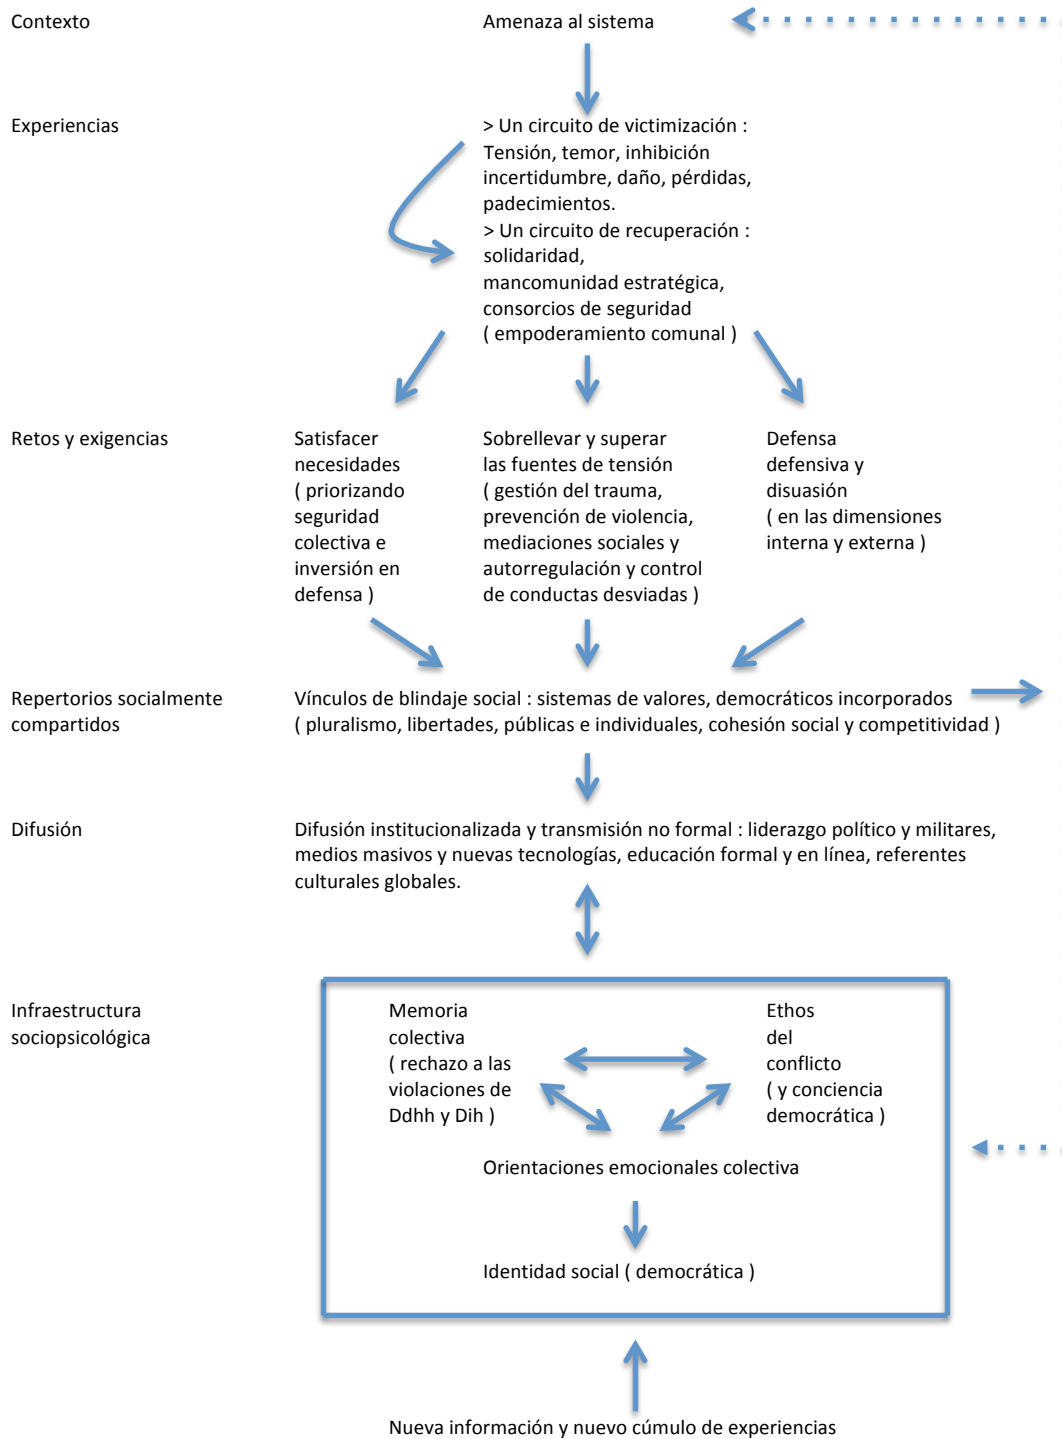 Contexto
Amenaza al sistema
Experiencias
> Un circuito de victimización :
Tensión, temor, inhibición
incertidumbre, daño, pérdidas,
padecimientos.
> Un circuito de recuperación :
solidaridad,
mancomunidad estratégica,
consorcios de seguridad
( empoderamiento comunal )
Retos y exigencias
Satisfacer
necesidades
( priorizando
seguridad
colectiva e
inversión en
defensa )
Sobrellevar y superar
las fuentes de tensión
( gestión del trauma,
prevención de violencia,
mediaciones sociales y
autorregulación y control
de conductas desviadas )
Defensa
defensiva y
disuasión
( en las dimensiones
interna y externa )
Repertorios socialmente
compartidos
Vínculos de blindaje social : sistemas de valores, democráticos incorporados
( pluralismo, libertades, públicas e individuales, cohesión social y competitividad )
Difusión
Difusión institucionalizada y transmisión no formal : liderazgo político y militares,
medios masivos y nuevas tecnologías, educación formal y en línea, referentes
culturales globales.
Infraestructura
sociopsicológica
Memoria
colectiva
( rechazo a las
violaciones de
Ddhh y Dih )
Ethos
del
conflicto
( y conciencia
democrática )
Orientaciones emocionales colectiva
Identidad social ( democrática )
Nueva información y nuevo cúmulo de experiencias